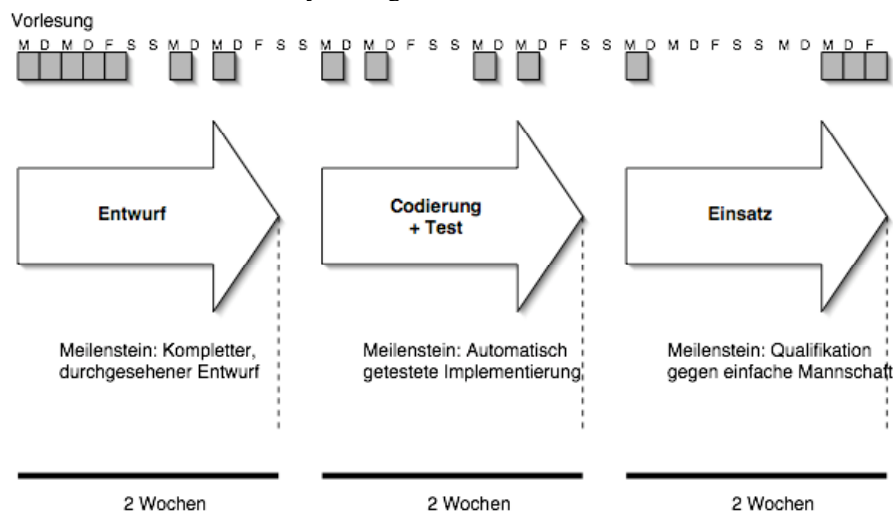 Vorlesung
M D M D F S S M D M D F S S M D M D F S S M D M D F S S M D M D F S S M D M D F
Entwurf
Codierung
+ Test
Einsatz
Meilenstein: Kompletter,
durchgesehener Entwurf
Meilenstein: Automatisch
getestete Implementierung
Meilenstein: Qualifikation
gegen einfache Mannschaft
2 Wochen
2 Wochen
2 Wochen